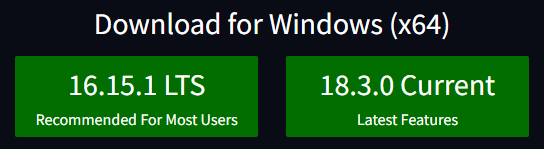 Download for Windows (x64)
16.15.1 LTS
Recommended For Most Users
18.3.0 Current
Latest Features